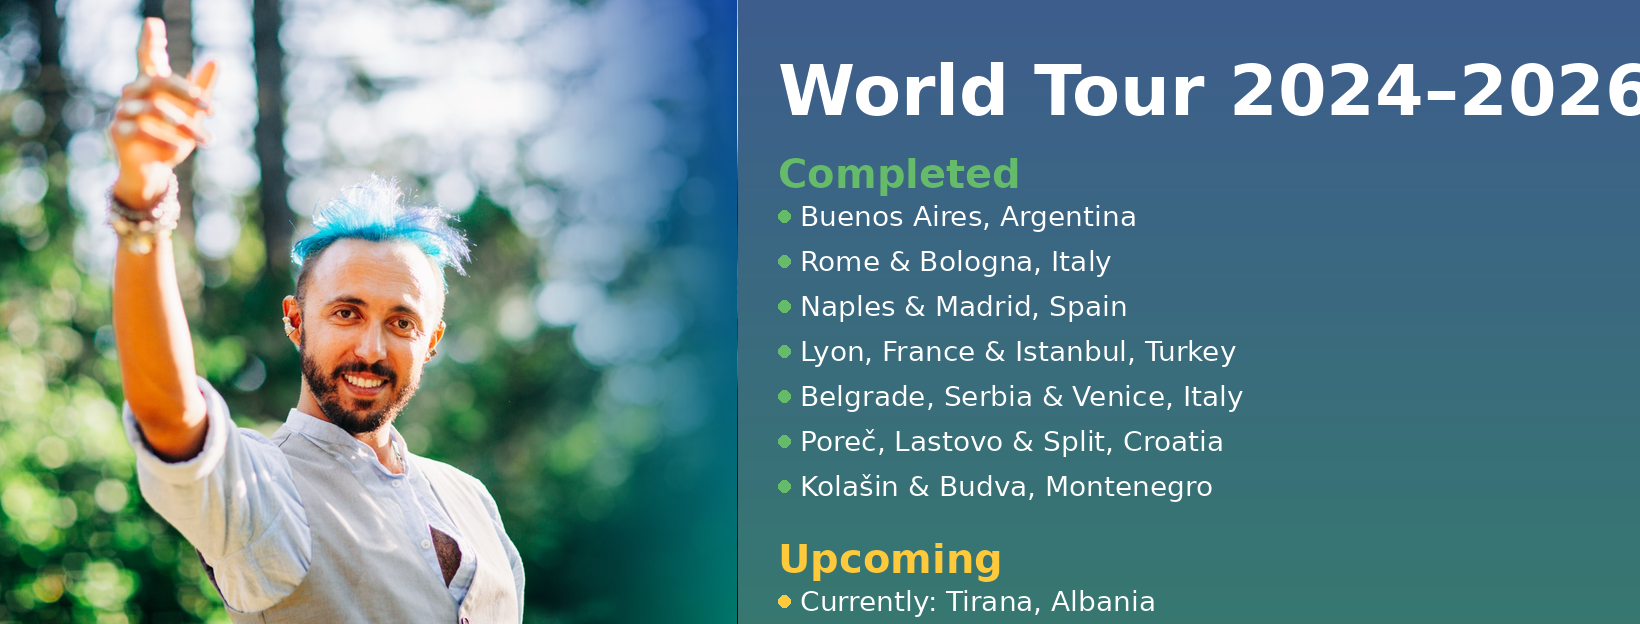 World Tour 2024–2026
Completed
Buenos Aires, Argentina
Rome & Bologna, Italy
Naples & Madrid, Spain
Lyon, France & Istanbul, Turkey
Belgrade, Serbia & Venice, Italy
Poreč, Lastovo & Split, Croatia
Kolašin & Budva, Montenegro
Upcoming
Currently: Tirana, Albania